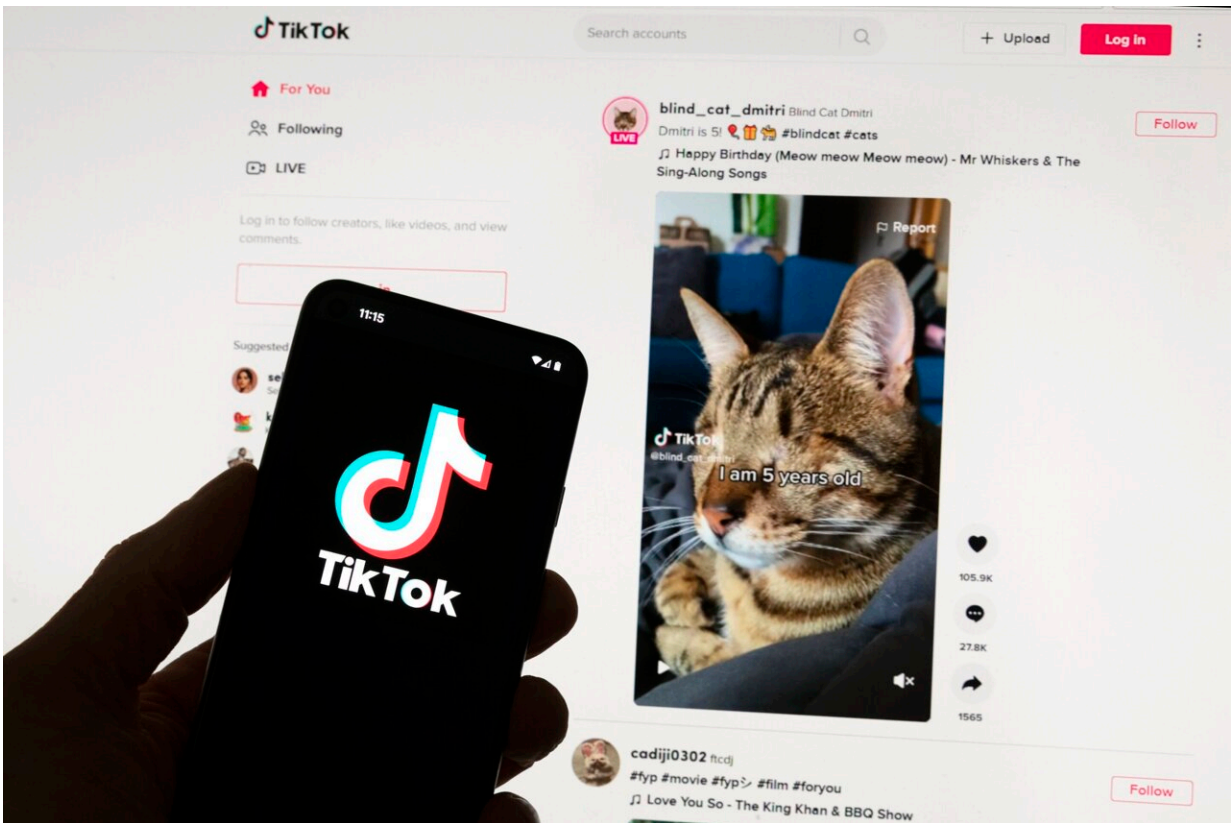 TikTok
Search accounts
+ Upload
Log in
For You
Following
LIVE
Log in to follow creators, like videos, and view
comments.
Suggested
blind_cat_dmitri Blind Cat Dmitri
LIVE
Dmitri is 5! 🎈🎁🐈 #blindcat #cats
♫ Happy Birthday (Meow meow Meow meow) - Mr Whiskers & The
Sing-Along Songs
Follow
Report
TikTok
@blind_cat_dmitri
I am 5 years old
105.9K
27.8K
1565
11:15
TikTok
cadiji0302 ftcdj
#fyp #movie #fypシ #film #foryou
♫ Love You So - The King Khan & BBQ Show
Follow